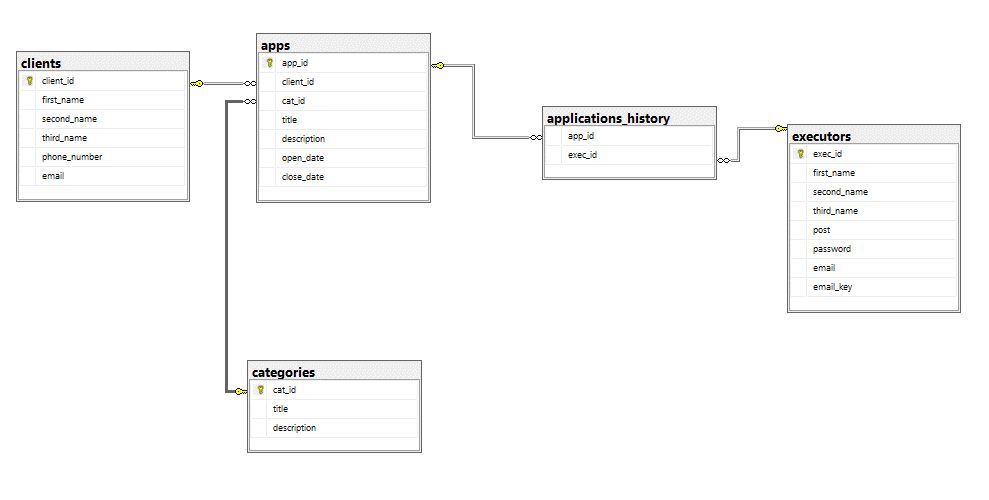 clients
client_id
first_name
second_name
third_name
phone_number
email
apps
app_id
client_id
cat_id
title
description
open_date
close_date
applications_history
app_id
exec_id
executors
exec_id
first_name
second_name
third_name
post
password
email
email_key
categories
cat_id
title
description